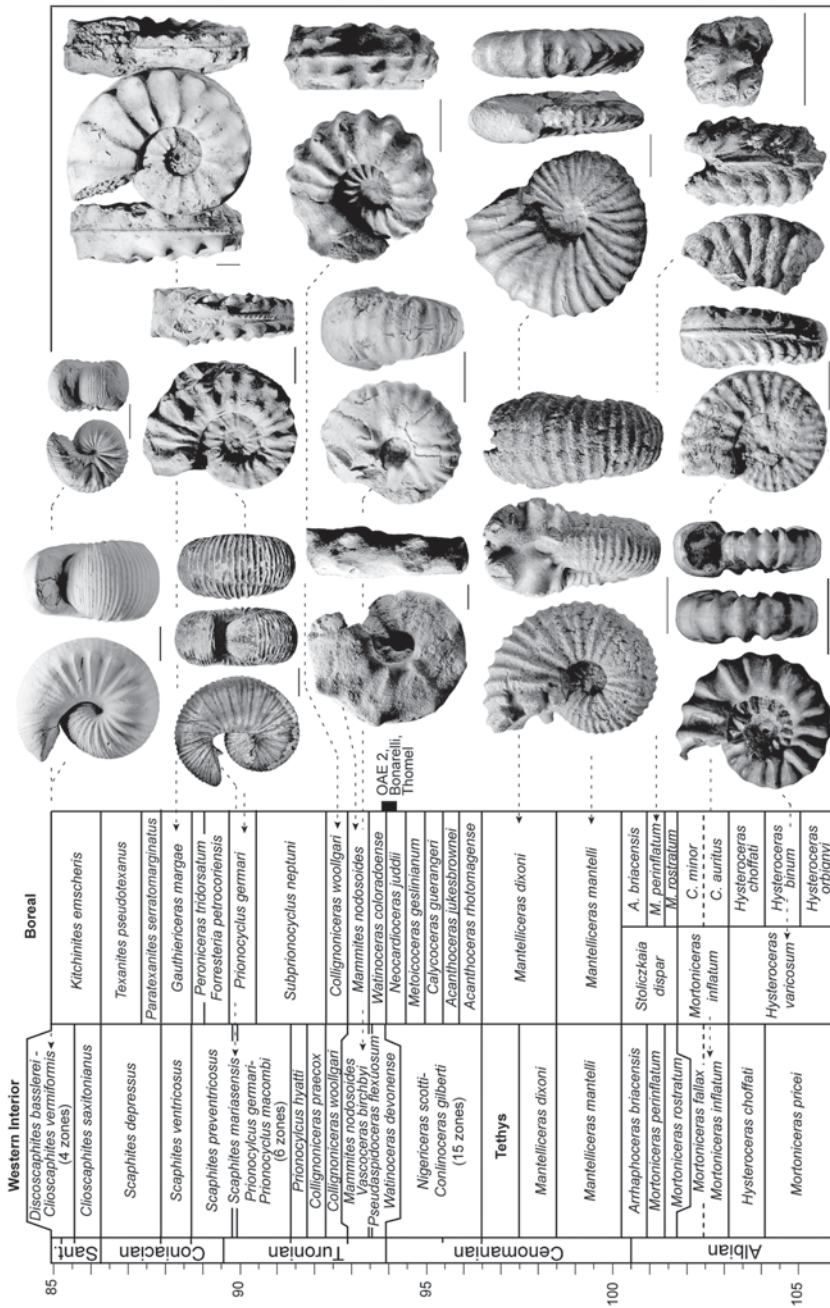 Western Interior
Discoscaphites basslerei -
Clioscaphites vermiformis
(4 zones)
Clioscaphites saxitonianus
Scaphites depressus
Scaphites ventricosus
Scaphites preventricosus
Scaphites mariasensis
Prionocylcus germari-
Prionocyclus macombi
(6 zones)
Prionocylcus hyatti
Collignoniceras praecox
Collignoniceras woollgari
Mammites nodosoides
Vascoceras birchbyi
Pseudaspidoceras flexuosum
Watinoceras devonense
Nigericeras scotti-
Conlinoceras gilberti
(15 zones)
Tethys
Mantelliceras dixoni
Mantelliceras mantelli
Arrhaphoceras briacensis
Mortoniceras perinflatum
Mortoniceras rostratum
Mortoniceras fallax
Mortoniceras inflatum
Hysteroceras choffati
Mortoniceras pricei
Boreal
Kitchinites emscheris
Texanites pseudotexanus
Paratexanites serratomarginatus
Gauthiericeras margae
Peroniceras tridorsatum
Forresteria petrocoriensis
Prionocyclus germari
Subprionocyclus neptuni
Collignoniceras woollgari
Mammites nodosoides
Watinoceras coloradoense
Neocardioceras juddii
Metoicoceras geslinianum
Calycoceras guerangeri
Acanthoceras jukesbrownei
Acanthoceras rhotomagense
Mantelliceras dixoni
Mantelliceras mantelli
Stoliczkaia
dispar
A. briacensis
M. perinflatum
M. rostratum
Mortoniceras
inflatum
C. minor
C. auritus
Hysteroceras
varicosum
Hysteroceras
choffati
Hysteroceras
binum
Hysteroceras
orbignyi
OAE 2,
Bonarelli,
Thomel
Sant.
Coniacian
Turonian
Cenomanian
Albian
85
90
95
100
105